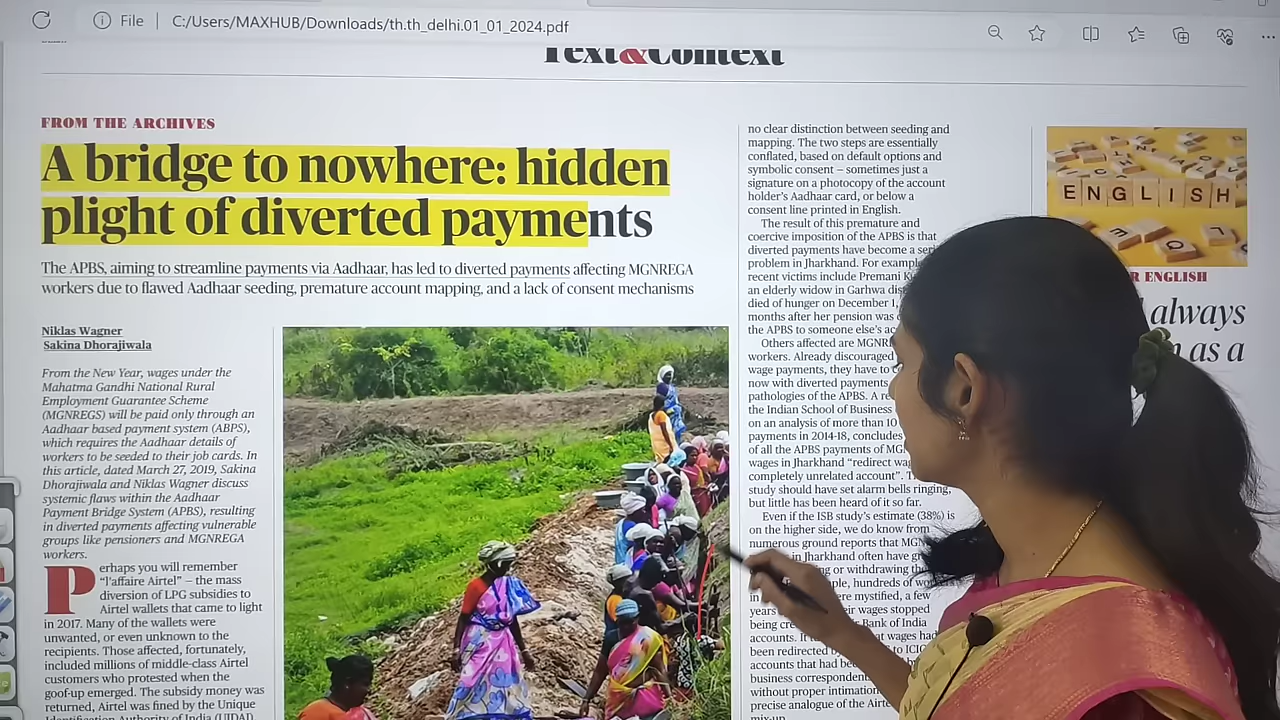 File
C:/Users/MAXHUB/Downloads/th.th_delhi.01_01_2024.pdf
Text&Context
FROM THE ARCHIVES
A bridge to nowhere: hidden
plight of diverted payments
The APBS, aiming to streamline payments via Aadhaar, has led to diverted payments affecting MGNREGA
workers due to flawed Aadhaar seeding, premature account mapping, and a lack of consent mechanisms
Niklas Wagner
Sakina Dhorajiwala
From the New Year, wages under the
Mahatma Gandhi National Rural
Employment Guarantee Scheme
(MGNREGS) will be paid only through an
Aadhaar based payment system (ABPS),
which requires the Aadhaar details of
workers to be seeded to their job cards. In
this article, dated March 27, 2019, Sakina
Dhorajiwala and Niklas Wagner discuss
systemic flaws within the Aadhaar
Payment Bridge System (APBS), resulting
in diverted payments affecting vulnerable
groups like pensioners and MGNREGA
workers.
Perhaps you will remember
"l'affaire Airtel" – the mass
diversion of LPG subsidies to
Airtel wallets that came to light
in 2017. Many of the wallets were
unwanted, or even unknown to the
recipients. Those affected, fortunately,
included millions of middle-class Airtel
customers who protested when the
goof-up emerged. The subsidy money was
returned, Airtel was fined by the Unique
Identification Authority of India (UIDAI)
no clear distinction between seeding and
mapping. The two steps are essentially
conflated, based on default options and
symbolic consent – sometimes just a
signature on a photocopy of the account
holder's Aadhaar card, or below a
consent line printed in English.
The result of this premature and
coercive imposition of the APBS is that
diverted payments have become a
problem in Jharkhand. For example
recent victims include Premani
an elderly widow in Garhwa
died of hunger on December 1,
months after her pension was
the APBS to someone else's
Others affected are
workers. Already discouraged
wage payments, they have to
now with diverted payments
pathologies of the APBS. A
the Indian School of Business
on an analysis of more than 10
payments in 2014-18, concludes
of all the APBS payments of
wages in Jharkhand "redirect
completely unrelated account".
study should have set alarm bells ringing,
but little has been heard of it so far.
Even if the ISB study's estimate (38%) is
on the higher side, we do know from
numerous ground reports that
in Jharkhand often have
or withdrawing
hundreds of
in mystified, a few
years wages stopped
being Bank of India
accounts. wages had
been redirected to
accounts that had
business
without proper
precise analogue of the
mix-up
ENGLISH
ENGLISH
always
as a